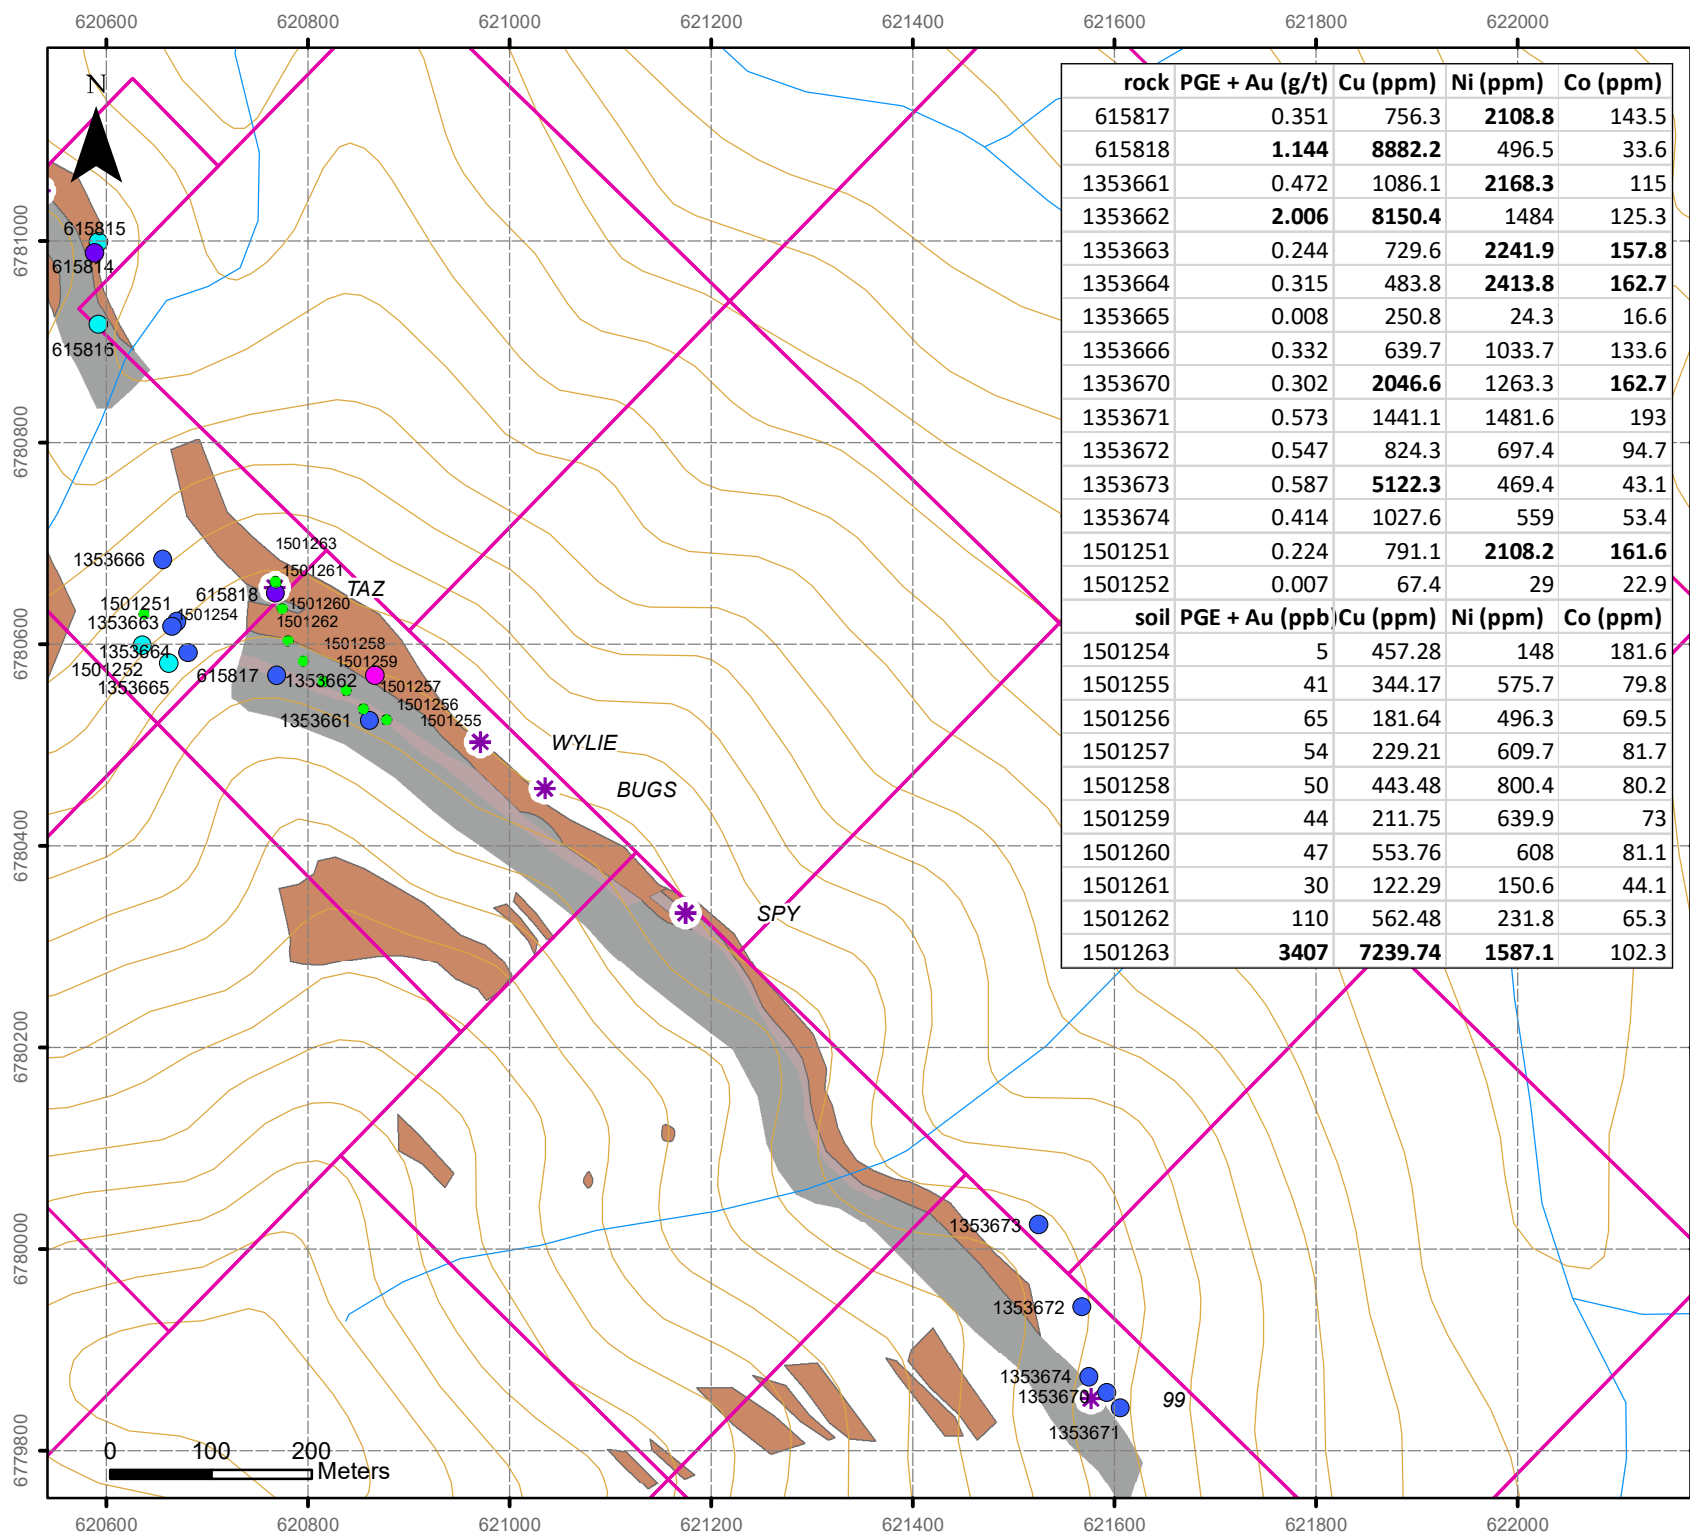 620600 620800 621000 621200 621400 621600 621800 622000
N
rock PGE + Au (g/t) Cu (ppm) Ni (ppm) Co (ppm)
615817 0.351 756.3 2108.8 143.5
615818 1.144 8882.2 496.5 33.6
1353661 0.472 1086.1 2168.3 115
1353662 2.006 8150.4 1484 125.3
1353663 0.244 729.6 2241.9 157.8
1353664 0.315 483.8 2413.8 162.7
1353665 0.008 250.8 24.3 16.6
1353666 0.332 639.7 1033.7 133.6
1353670 0.302 2046.6 1263.3 162.7
1353671 0.573 1441.1 1481.6 193
1353672 0.547 824.3 697.4 94.7
1353673 0.587 5122.3 469.4 43.1
1353674 0.414 1027.6 559 53.4
1501251 0.224 791.1 2108.2 161.6
1501252 0.007 67.4 29 22.9
soil PGE + Au (ppb) Cu (ppm) Ni (ppm) Co (ppm)
1501254 5 457.28 148 181.6
1501255 41 344.17 575.7 79.8
1501256 65 181.64 496.3 69.5
1501257 54 229.21 609.7 81.7
1501258 50 443.48 800.4 80.2
1501259 44 211.75 639.9 73
1501260 47 553.76 608 81.1
1501261 30 122.29 150.6 44.1
1501262 110 562.48 231.8 65.3
1501263 3407 7239.74 1587.1 102.3
6781000
6780800
6780600
6780400
6780200
6780000
6779800
615815
615814
615816
1501263
1353666
1501261
TAZ
615818
1501251
1501260
1501254
1353663
1501262
1501258
1353664
1501259
1501252
615817
1353662
1353665
1501257
1501256
1353661
1501255
WYLIE
BUGS
SPY
1353673
1353672
1353674
1353670
99
1353671
0 100 200
Meters
620600 620800 621000 621200 621400 621600 621800 622000